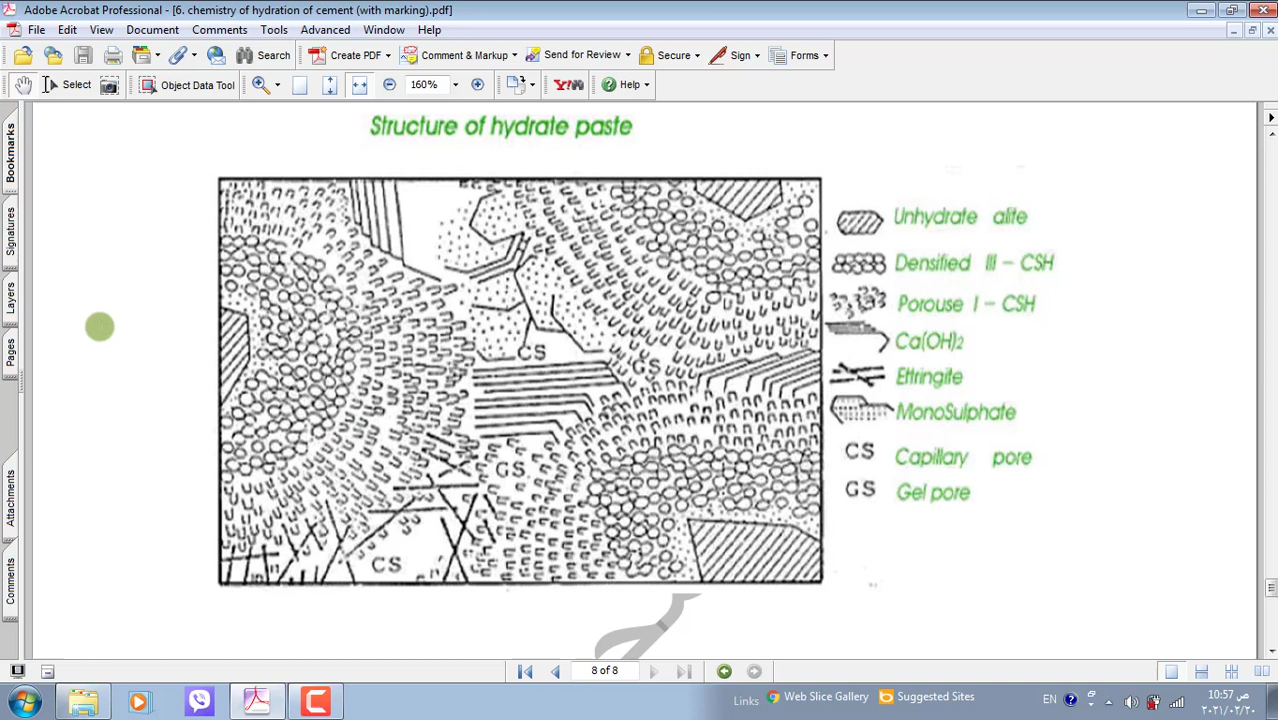 Adobe Acrobat Professional - [6. chemistry of hydration of cement (with marking).pdf]
File Edit View Document Comments Tools Advanced Window Help
Search Create PDF Comment & Markup Send for Review Secure Sign Forms
Select Object Data Tool 160% Help
Bookmarks
Signatures
Layers
Pages
Attachments
Comments
Structure of hydrate paste
Unhydrate alite
Densified III - CSH
Porouse I - CSH
Ca(OH)2
Ettringite
MonoSulphate
CS Capillary pore
GS Gel pore
CS
GS
GS
CS
8 of 8
Links Web Slice Gallery Suggested Sites EN 10:57 ص
٢٠٢١/٠٢/٢٠